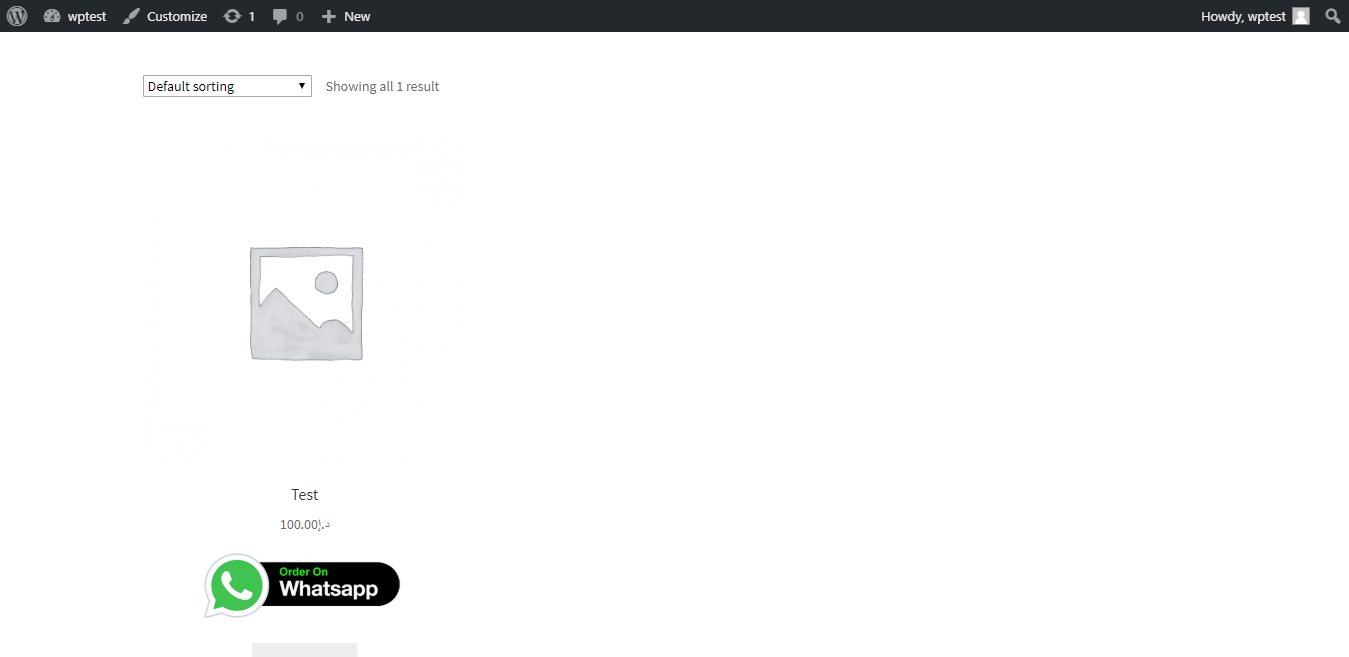 wptest Customize 1 0 New Howdy, wptest
Default sorting Showing all 1 result
Test
100.00د.إ
Order On
Whatsapp